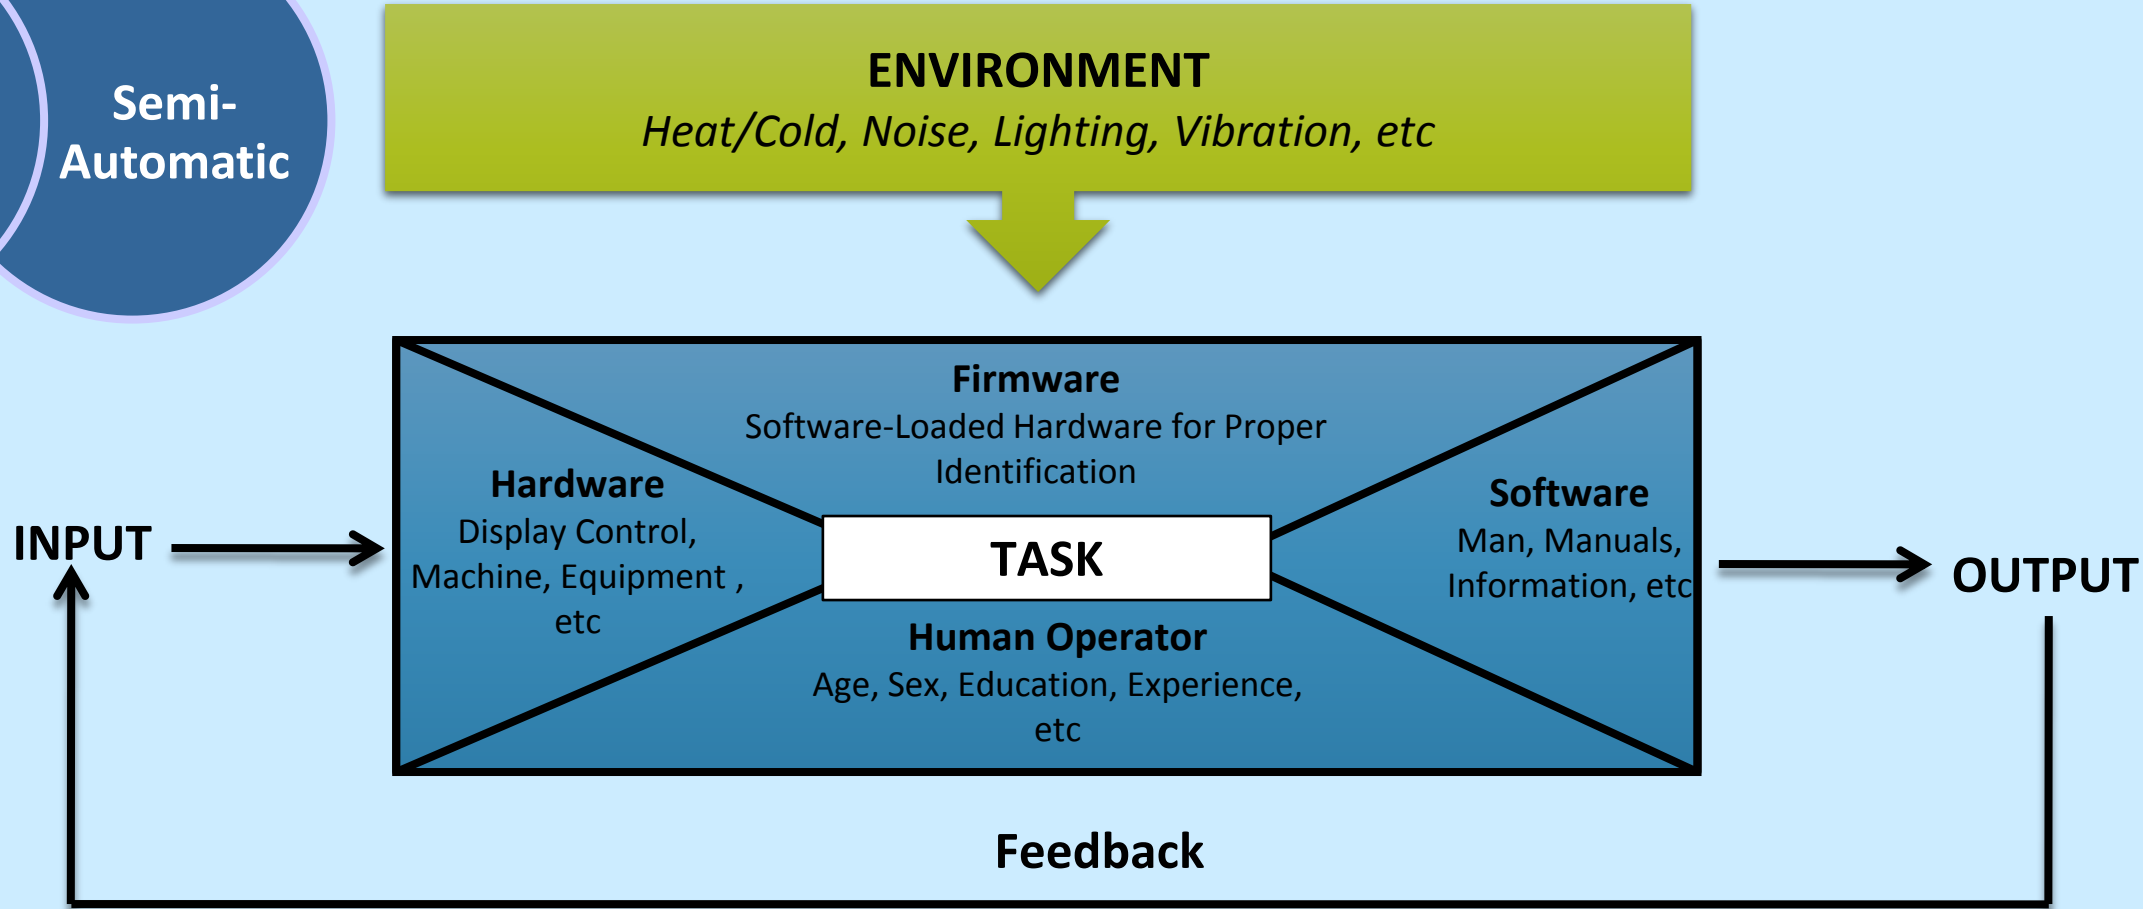 Semi-
Automatic
ENVIRONMENT
Heat/Cold, Noise, Lighting, Vibration, etc
Firmware
Software-Loaded Hardware for Proper
Identification
Hardware
Display Control,
Machine, Equipment ,
etc
Software
Man, Manuals,
Information, etc
INPUT
TASK
OUTPUT
Human Operator
Age, Sex, Education, Experience,
etc
Feedback